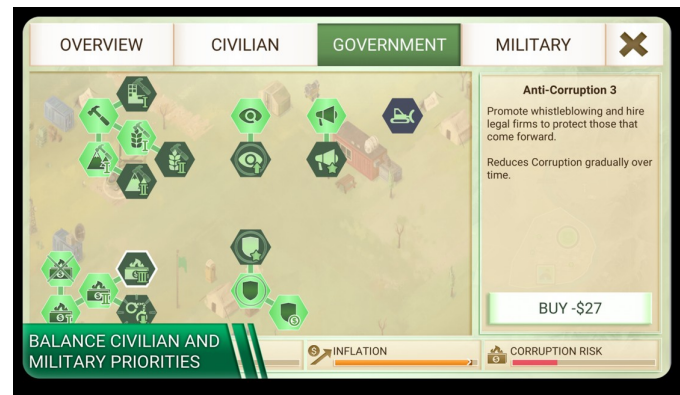 OVERVIEW
CIVILIAN
GOVERNMENT
MILITARY
Anti-Corruption 3
Promote whistleblowing and hire
legal firms to protect those that
come forward.
Reduces Corruption gradually over
time.
BUY -$27
BALANCE CIVILIAN AND
MILITARY PRIORITIES
INFLATION
CORRUPTION RISK